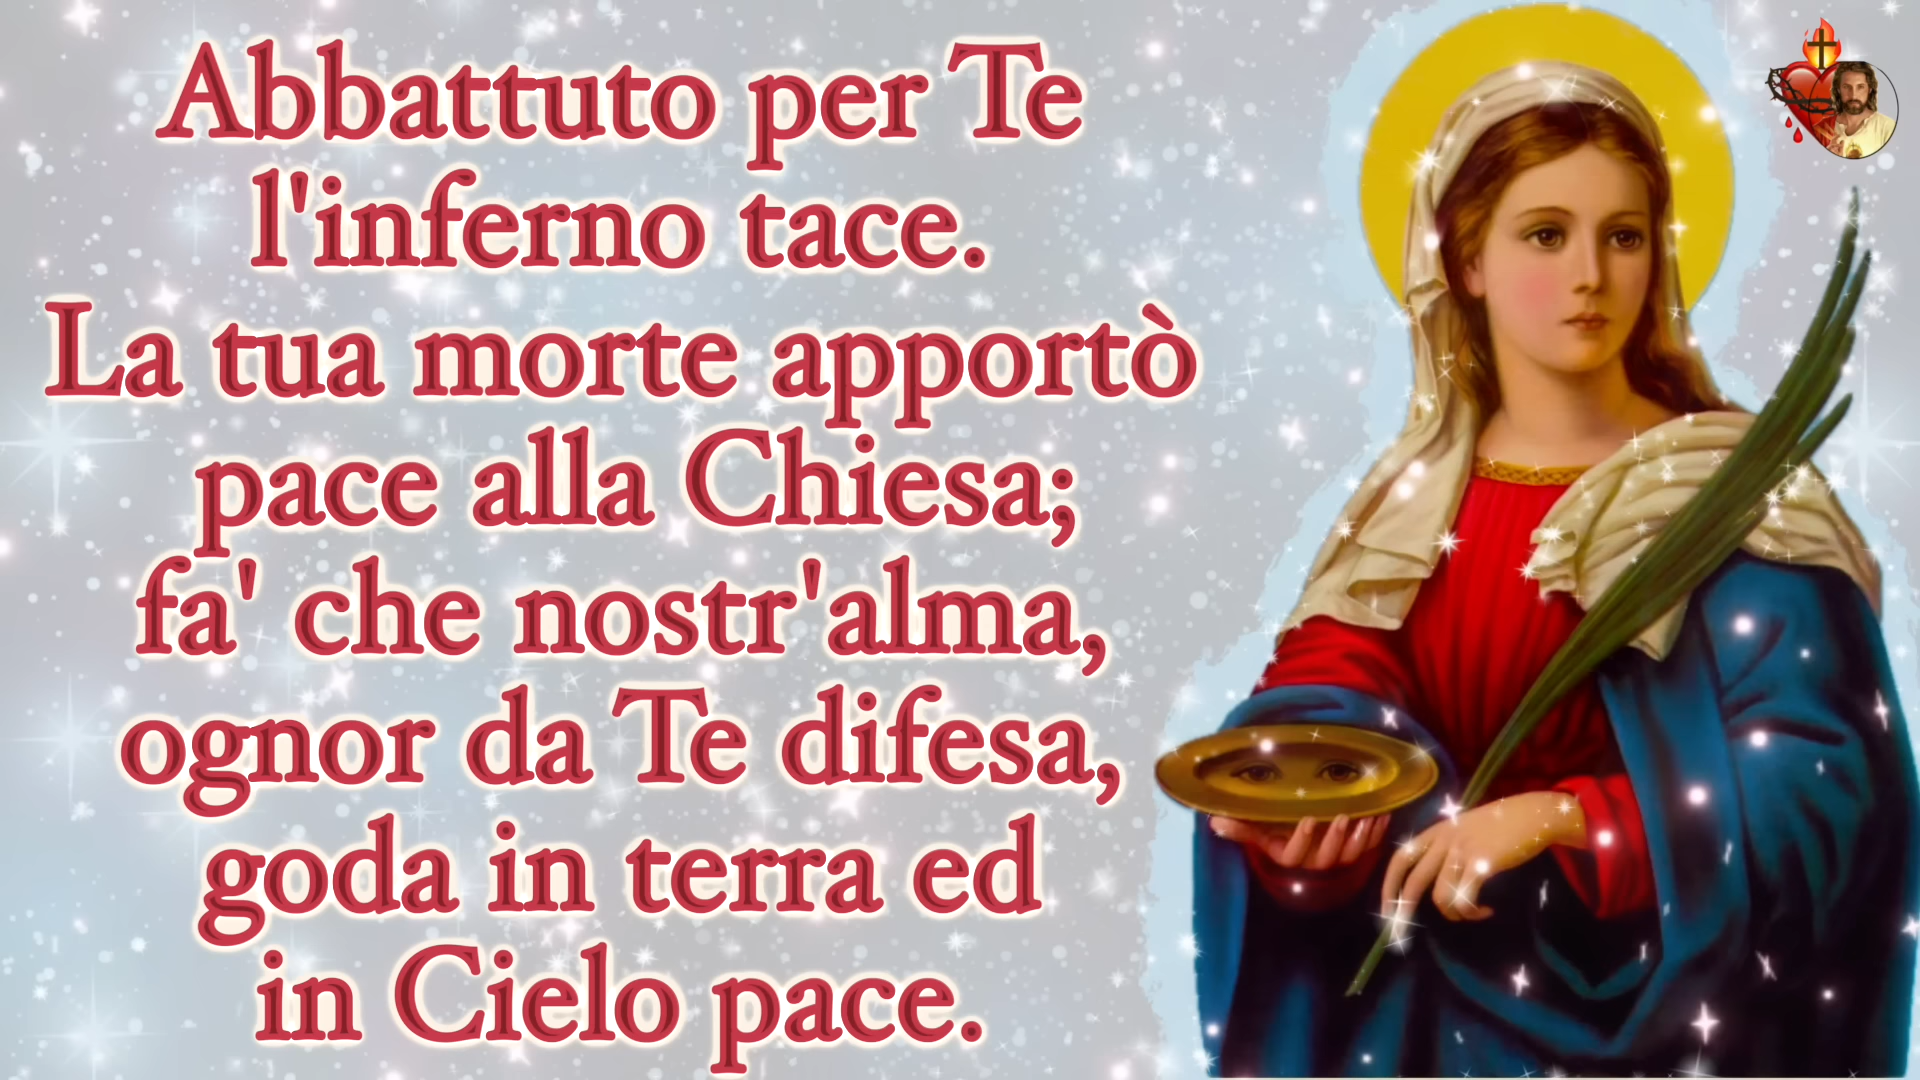 Abbattuto per Te
l'inferno tace.
La tua morte apportò
pace alla Chiesa;
fa' che nostr'alma,
ognor da Te difesa,
goda in terra ed
in Cielo pace.